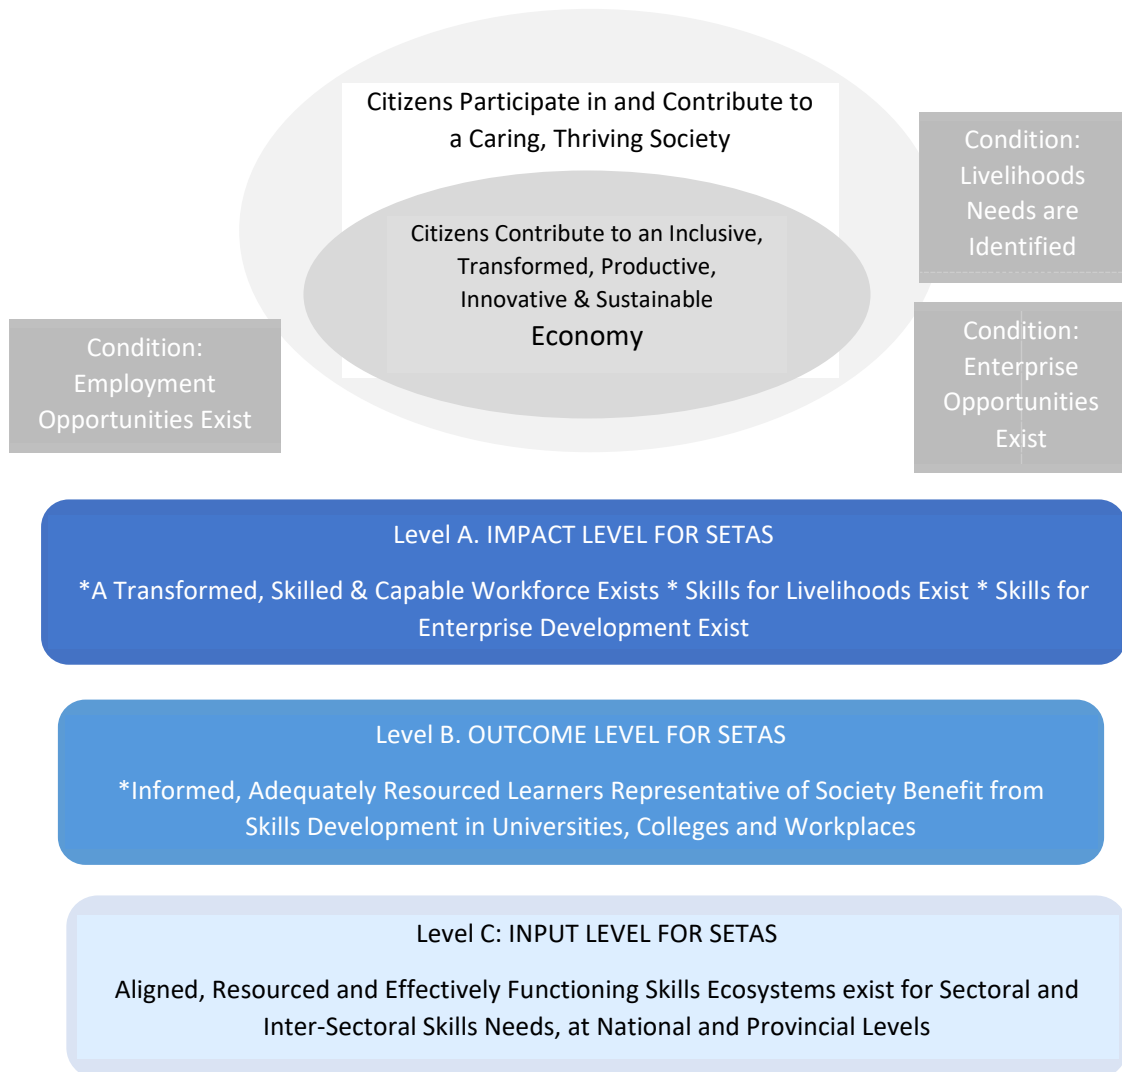 Citizens Participate in and Contribute to
a Caring, Thriving Society
Condition:
Livelihoods
Needs are
Identified
Citizens Contribute to an Inclusive,
Transformed, Productive,
Innovative & Sustainable
Economy
Condition:
Employment
Opportunities Exist
Condition:
Enterprise
Opportunities
Exist
Level A. IMPACT LEVEL FOR SETAS
*A Transformed, Skilled & Capable Workforce Exists * Skills for Livelihoods Exist * Skills for
Enterprise Development Exist
Level B. OUTCOME LEVEL FOR SETAS
*Informed, Adequately Resourced Learners Representative of Society Benefit from
Skills Development in Universities, Colleges and Workplaces
Level C: INPUT LEVEL FOR SETAS
Aligned, Resourced and Effectively Functioning Skills Ecosystems exist for Sectoral and
Inter-Sectoral Skills Needs, at National and Provincial Levels